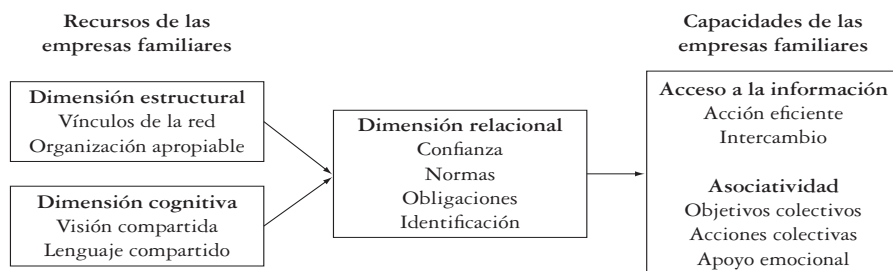 Recursos de las
empresas familiares
Capacidades de las
empresas familiares
Dimensión estructural
Vínculos de la red
Organización apropiable
Dimensión cognitiva
Visión compartida
Lenguaje compartido
Dimensión relacional
Confianza
Normas
Obligaciones
Identificación
Acceso a la información
Acción eficiente
Intercambio
Asociatividad
Objetivos colectivos
Acciones colectivas
Apoyo emocional